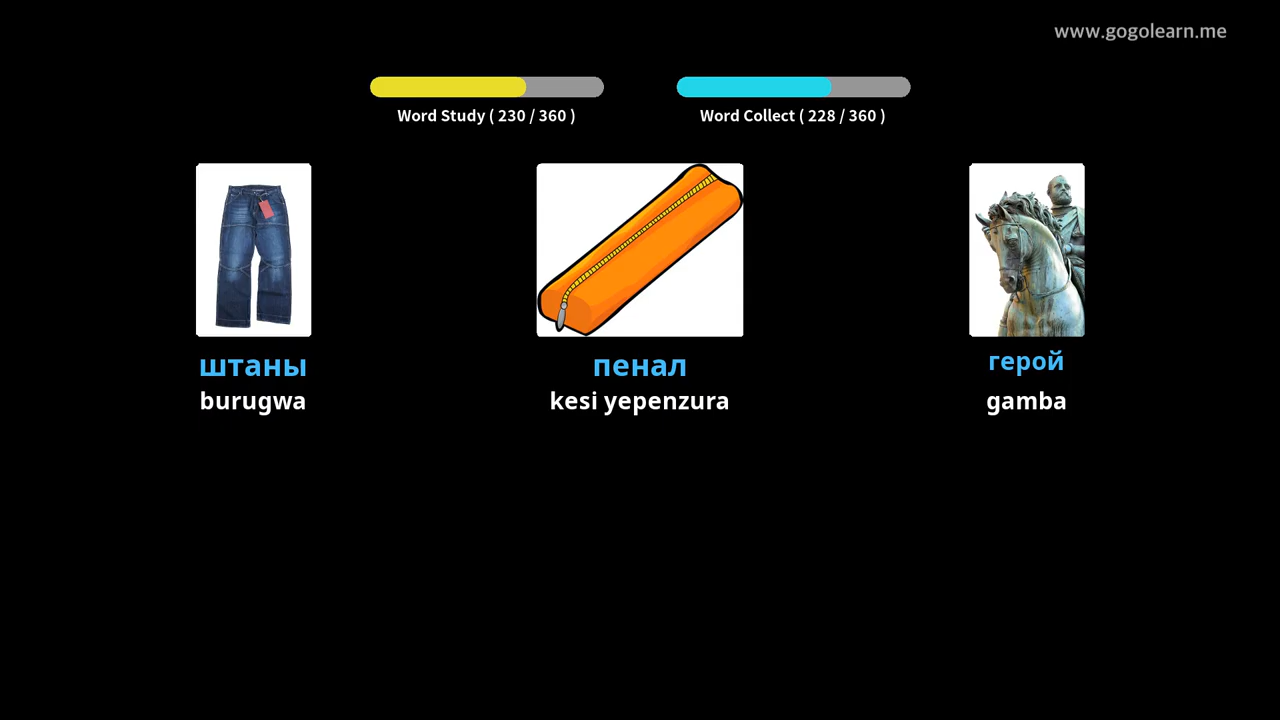 www.gogolearn.me
Word Study ( 230 / 360 )
Word Collect ( 228 / 360 )
штаны
burugwa
пенал
kesi yepenzura
герой
gamba